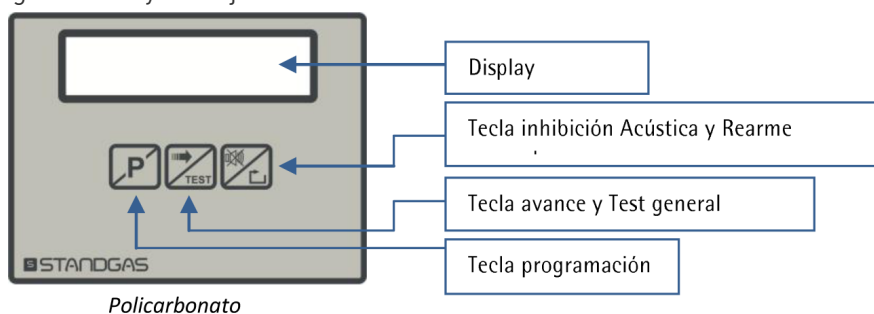 Display
Tecla inhibición Acústica y Rearme
P
TEST
Tecla avance y Test general
STANDGAS
Tecla programación
Policarbonato